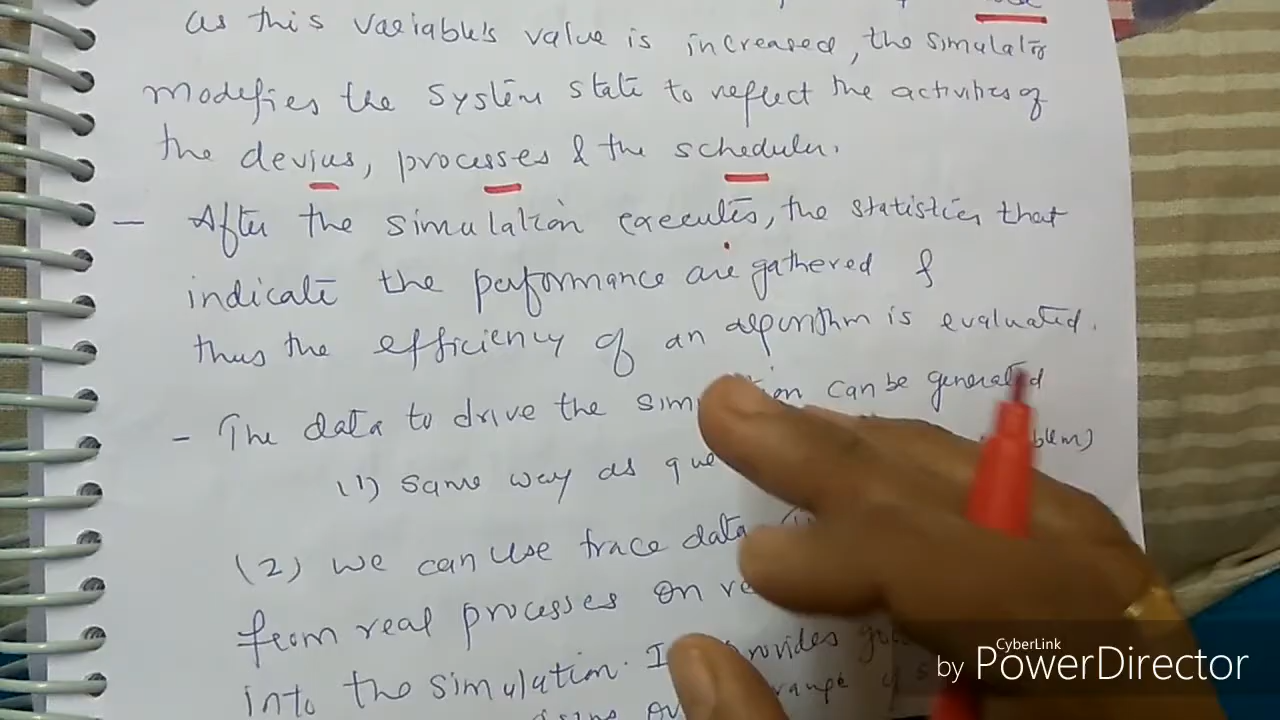 as this variable's value is increased, the simulator
modifies the system state to reflect the activities of
the devices, processes & the scheduler.
— After the simulation executes, the statistics that
indicate the performance are gathered &
thus the efficiency of an algorithm is evaluated.
- The data to drive the can be generated
(1) same way as
(2) we can use trace data
from real processes on
into the simulation. It provides
range
CyberLink
by PowerDirector